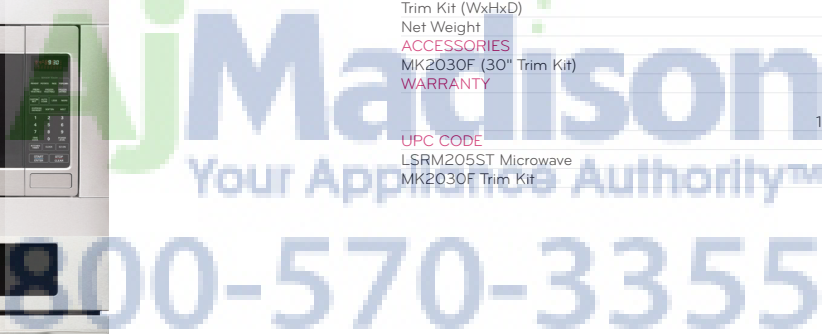 Trim Kit (WxHxD)
Net Weight
ACCESSORIES
MK2030F (30" Trim Kit)
WARRANTY
1
UPC CODE
LSRM205ST Microwave
MK2030F Trim Kit
AjMadison
Your Appliance Authority™
800-570-3355